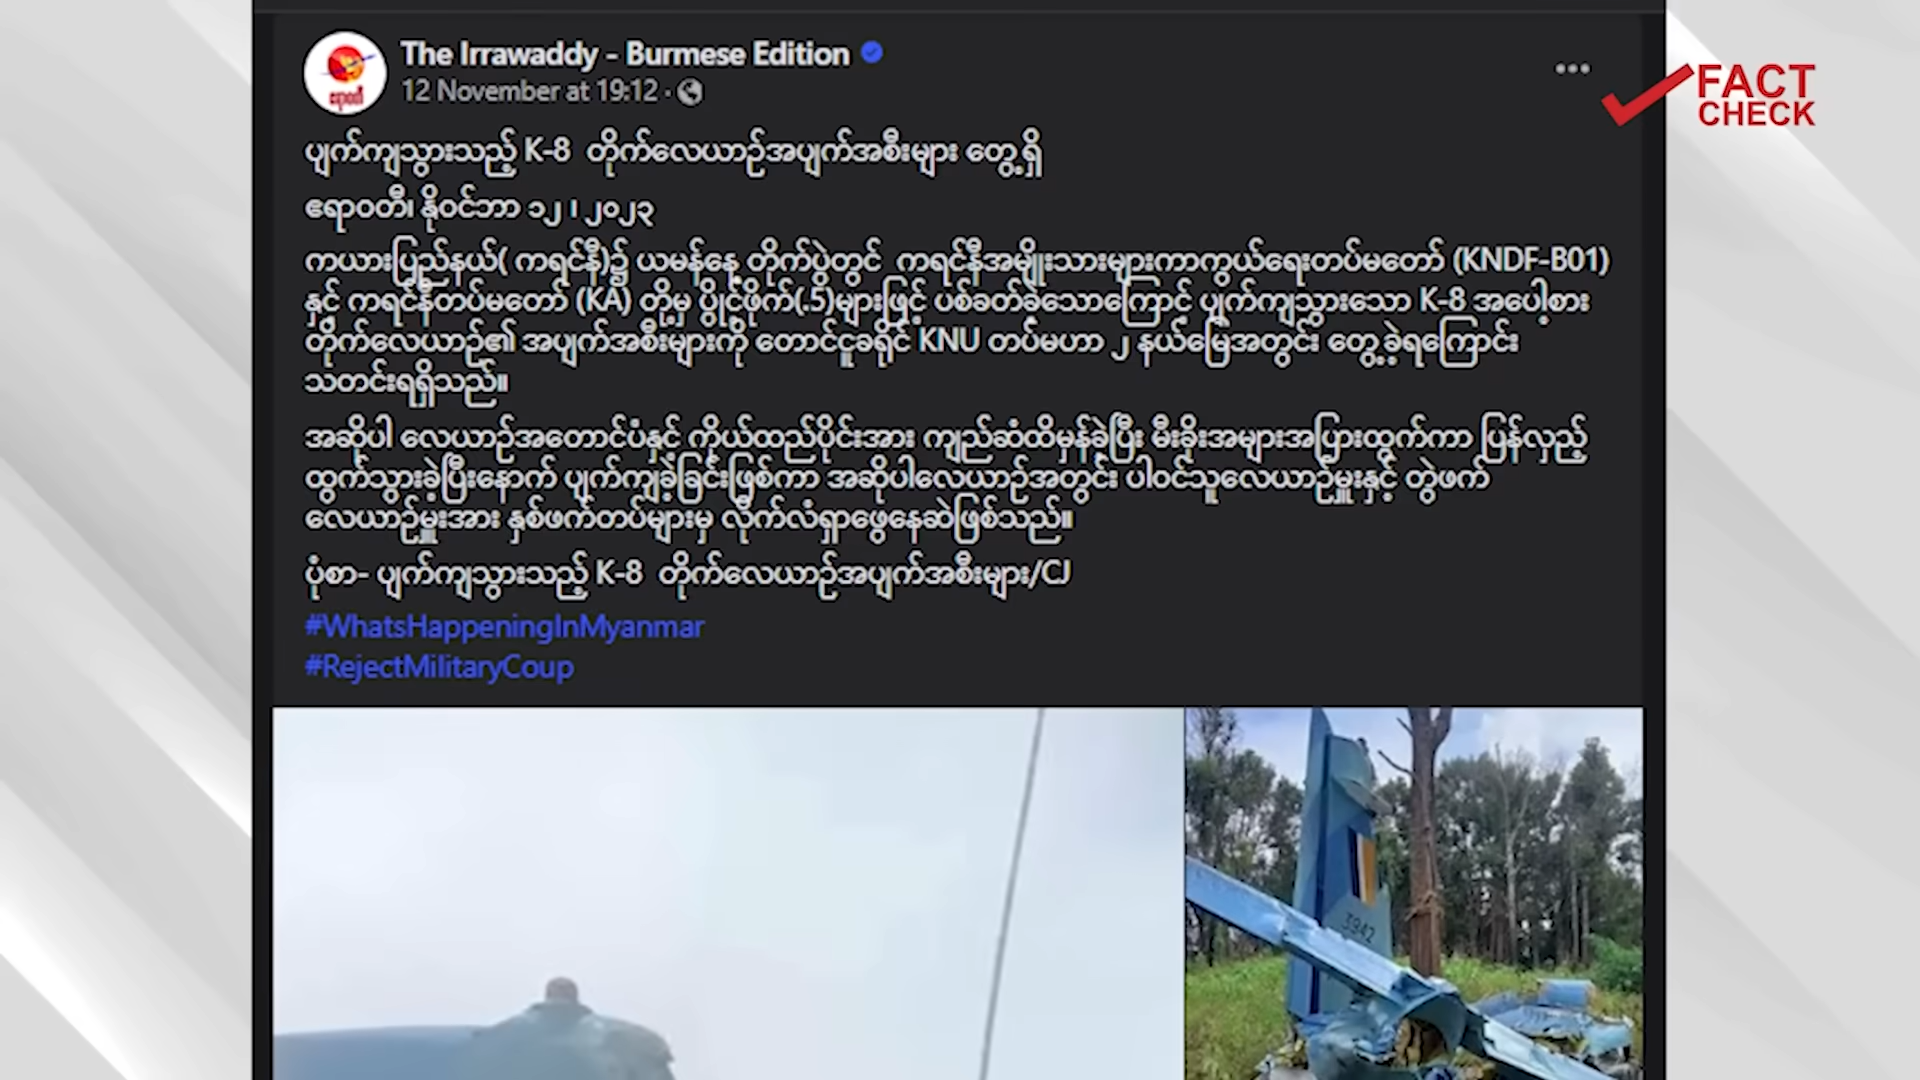 The Irrawaddy - Burmese Edition
12 November at 19:12 ·
ဧရာဝတီ
FACT
CHECK
ပျက်ကျသွားသည့် K-8 တိုက်လေယာဉ်အပျက်အစီးများ တွေ့ရှိ
ဧရာဝတီ၊ နိုဝင်ဘာ ၁၂ ၊ ၂၀၂၃
ကယားပြည်နယ်( ကရင်နီ)၌ ယမန်နေ့ တိုက်ပွဲတွင် ကရင်နီအမျိုးသားများကာကွယ်ရေးတပ်မတော် (KNDF-B01)
နှင့် ကရင်နီတပ်မတော် (KA) တို့မှ ပွိုင့်ဖိုက်(.5)များဖြင့် ပစ်ခတ်ခဲ့သောကြောင့် ပျက်ကျသွားသော K-8 အပေါ့စား
တိုက်လေယာဉ်၏ အပျက်အစီးများကို တောင်ငူခရိုင် KNU တပ်မဟာ ၂ နယ်မြေအတွင်း တွေ့ခဲ့ရကြောင်း
သတင်းရရှိသည်။
အဆိုပါ လေယာဉ်အတောင်ပံနှင့် ကိုယ်ထည်ပိုင်းအား ကျည်ဆံထိမှန်ခဲ့ပြီး မီးခိုးအများအပြားထွက်ကာ ပြန်လှည့်
ထွက်သွားခဲ့ပြီးနောက် ပျက်ကျခဲ့ခြင်းဖြစ်ကာ အဆိုပါလေယာဉ်အတွင်း ပါဝင်သူလေယာဉ်မှူးနှင့် တွဲဖက်
လေယာဉ်မှူးအား နှစ်ဖက်တပ်များမှ လိုက်လံရှာဖွေနေဆဲဖြစ်သည်။
ပုံစာ- ပျက်ကျသွားသည့် K-8 တိုက်လေယာဉ်အပျက်အစီးများ/CJ
#WhatsHappeningInMyanmar
#RejectMilitaryCoup
3942